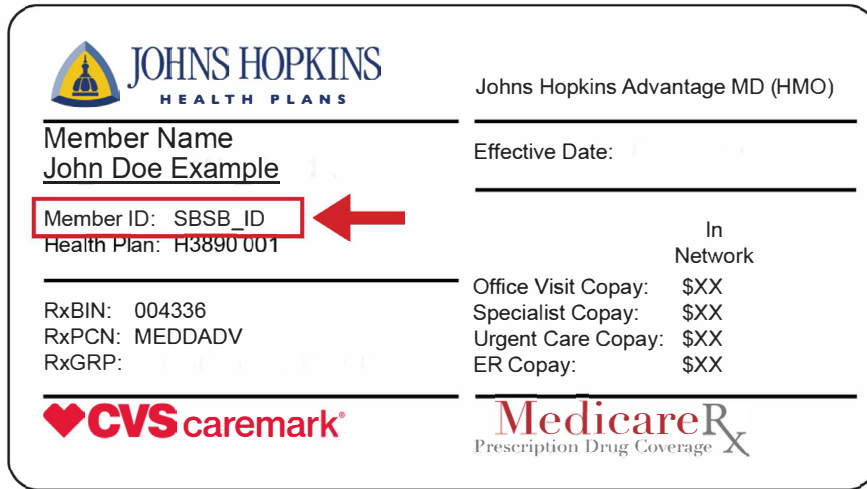 JOHNS HOPKINS
HEALTH PLANS
Johns Hopkins Advantage MD (HMO)
Member Name
John Doe Example
Effective Date:
Member ID: SBSB_ID
Health Plan: H3890 001
In
Network
Office Visit Copay: $XX
Specialist Copay: $XX
Urgent Care Copay: $XX
ER Copay: $XX
RxBIN: 004336
RxPCN: MEDDADV
RxGRP:
CVS caremark®
MedicareRx
Prescription Drug Coverage